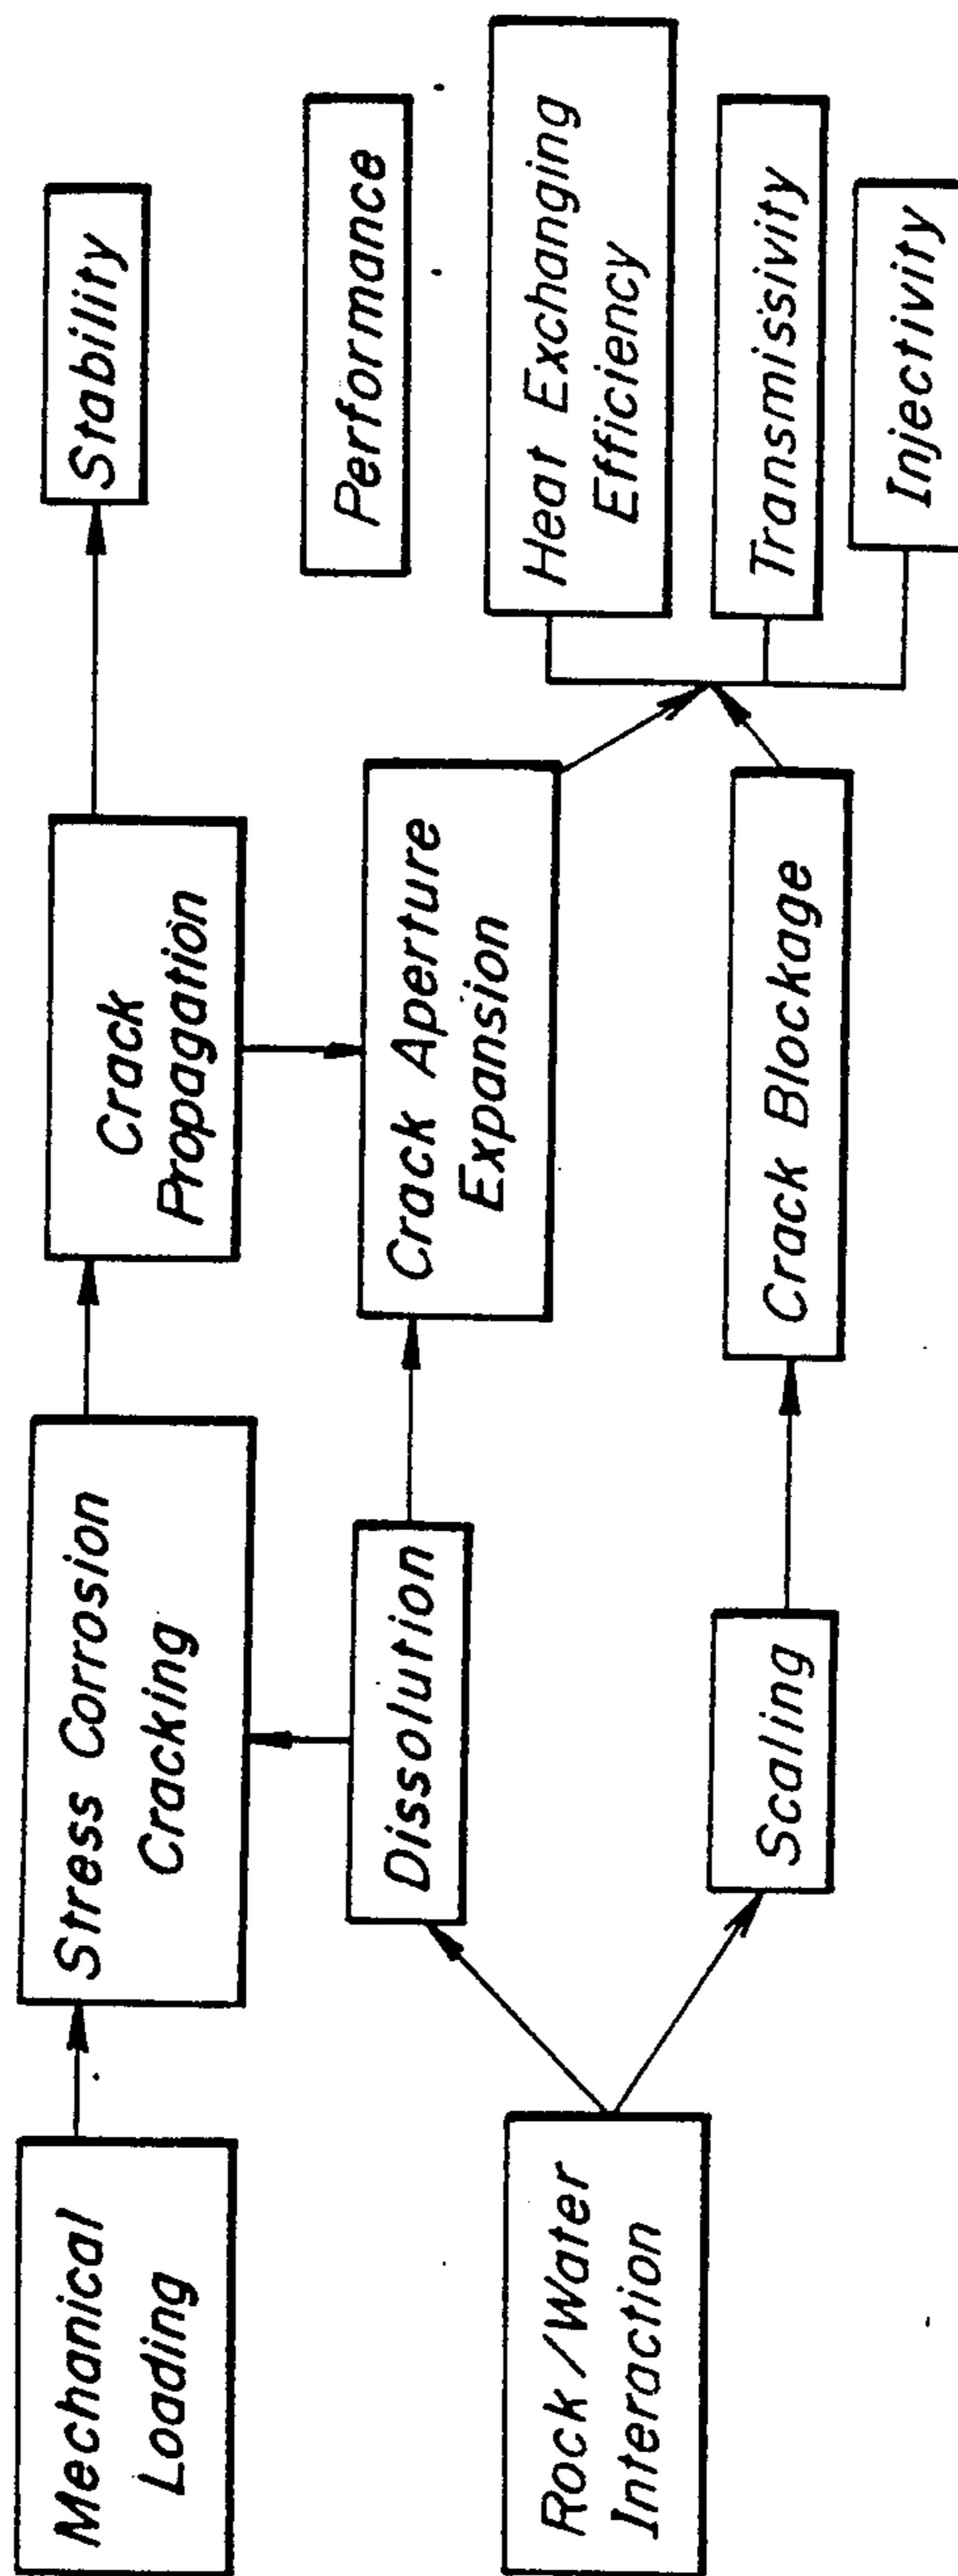 Mechanical
Loading
Stress Corrosion
Cracking
Crack
Propagation
Stability
Rock/Water
Interaction
Dissolution
Crack Aperture
Expansion
Performance
Scaling
Crack Blockage
Heat Exchanging
Efficiency
Transmissivity
Injectivity